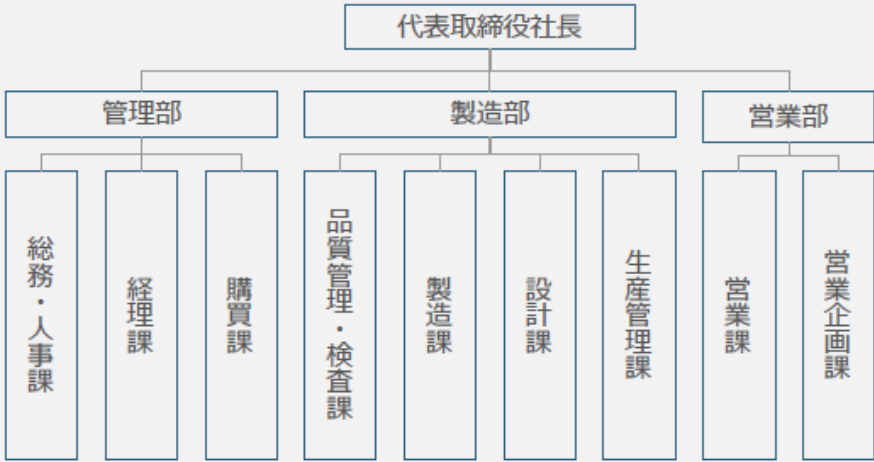 代表取締役社長
管理部
製造部
営業部
総務・人事課
経理課
購買課
品質管理・検査課
製造課
設計課
生産管理課
営業課
営業企画課